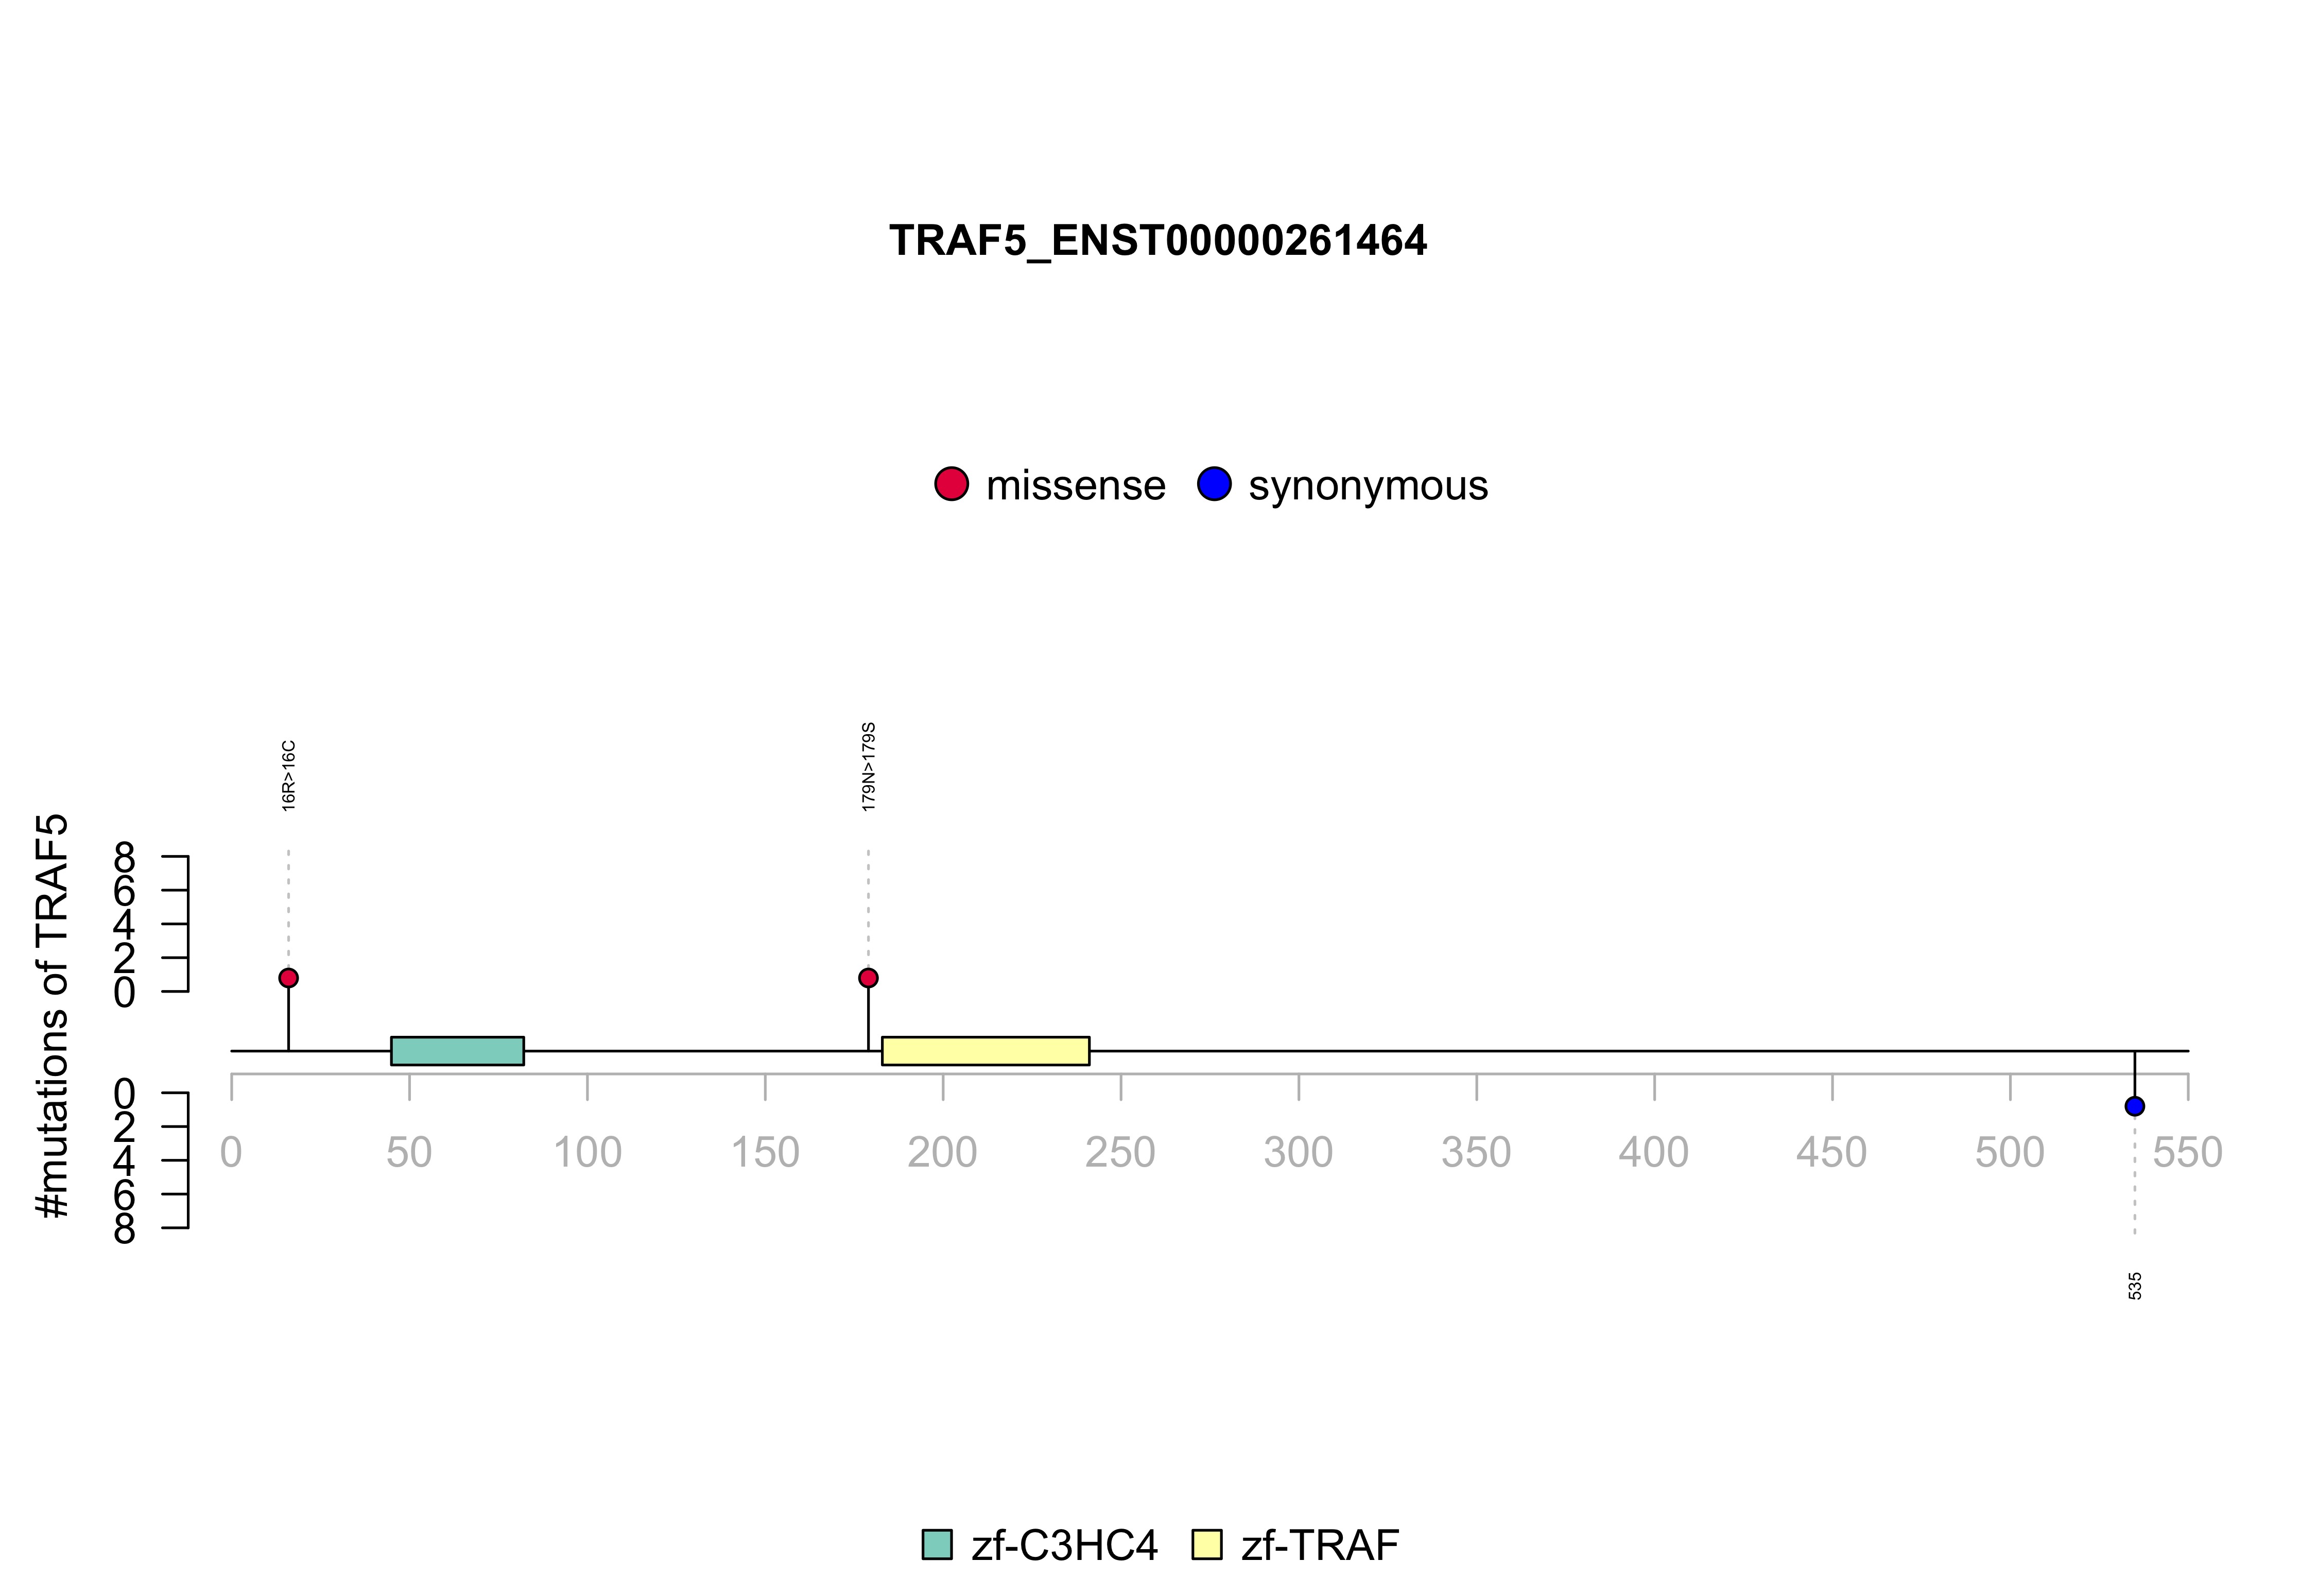 TRAF5_ENST00000261464
missense synonymous
16R>16C
179N>179S
#mutations of TRAF5
8
6
4
2
0
0
2
4
6
8
0 50 100 150 200 250 300 350 400 450 500 550
535
zf-C3HC4 zf-TRAF